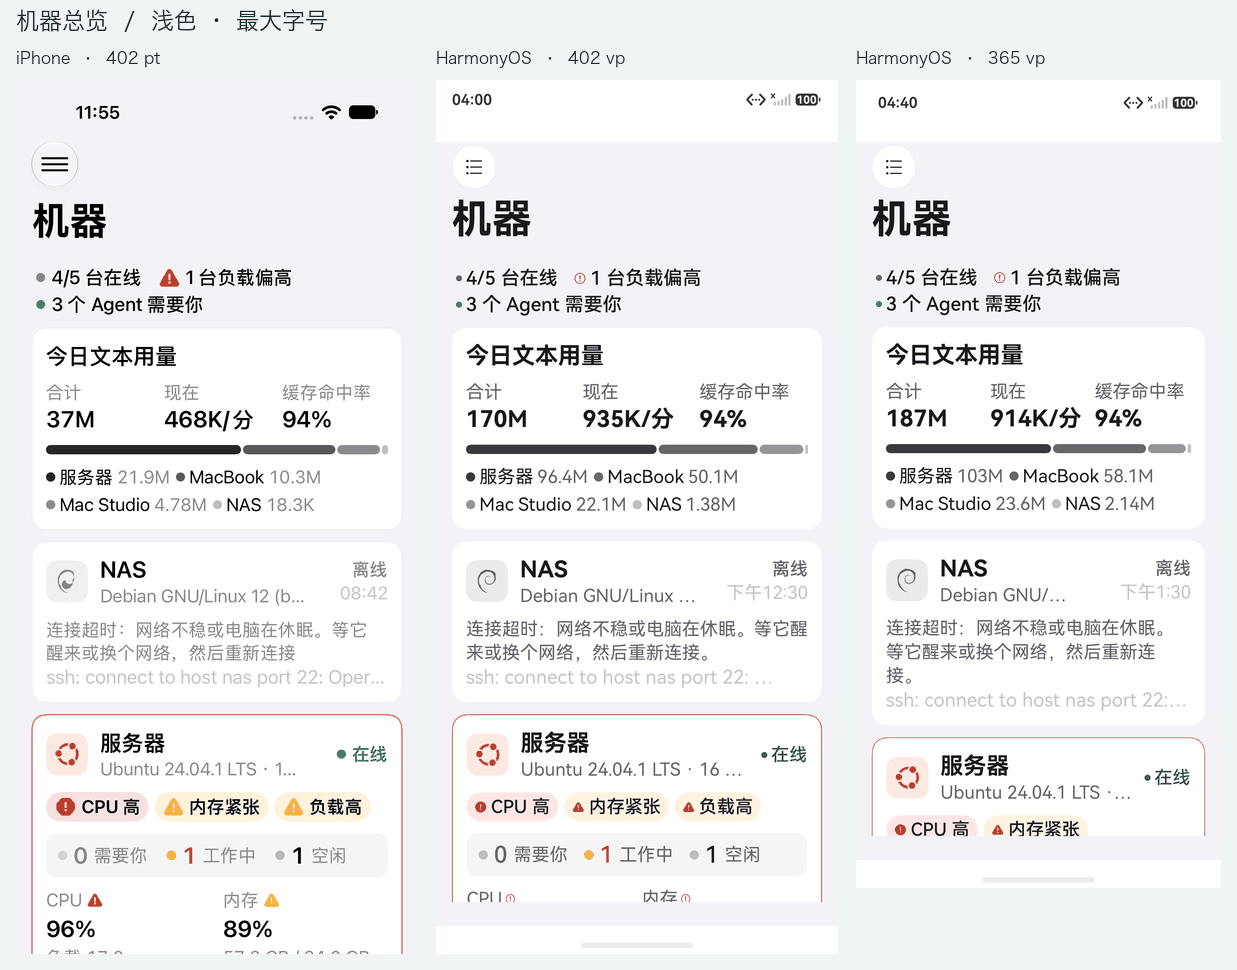 机器总览 / 浅色 · 最大字号
iPhone · 402 pt
11:55
机器
4/5 台在线 1 台负载偏高
3 个 Agent 需要你
今日文本用量
合计 现在 缓存命中率
37M 468K/分 94%
服务器 21.9M MacBook 10.3M
Mac Studio 4.78M NAS 18.3K
NAS 离线
Debian GNU/Linux 12 (b... 08:42
连接超时：网络不稳或电脑在休眠。等它
醒来或换个网络，然后重新连接
ssh: connect to host nas port 22: Oper...
服务器 在线
Ubuntu 24.04.1 LTS · 1...
CPU 高 内存紧张 负载高
0 需要你 1 工作中 1 空闲
CPU 内存
96% 89%
HarmonyOS · 402 vp
04:00 100
机器
4/5 台在线 1 台负载偏高
3 个 Agent 需要你
今日文本用量
合计 现在 缓存命中率
170M 935K/分 94%
服务器 96.4M MacBook 50.1M
Mac Studio 22.1M NAS 1.38M
NAS 离线
Debian GNU/Linux ... 下午12:30
连接超时：网络不稳或电脑在休眠。等它醒
来或换个网络，然后重新连接。
ssh: connect to host nas port 22: ...
服务器 在线
Ubuntu 24.04.1 LTS · 16 ...
CPU 高 内存紧张 负载高
0 需要你 1 工作中 1 空闲
CPU 内存
HarmonyOS · 365 vp
04:40 100
机器
4/5 台在线 1 台负载偏高
3 个 Agent 需要你
今日文本用量
合计 现在 缓存命中率
187M 914K/分 94%
服务器 103M MacBook 58.1M
Mac Studio 23.6M NAS 2.14M
NAS 离线
Debian GNU/... 下午1:30
连接超时：网络不稳或电脑在休眠。
等它醒来或换个网络，然后重新连
接。
ssh: connect to host nas port 22:...
服务器 在线
Ubuntu 24.04.1 LTS · ...
CPU 高 内存紧张